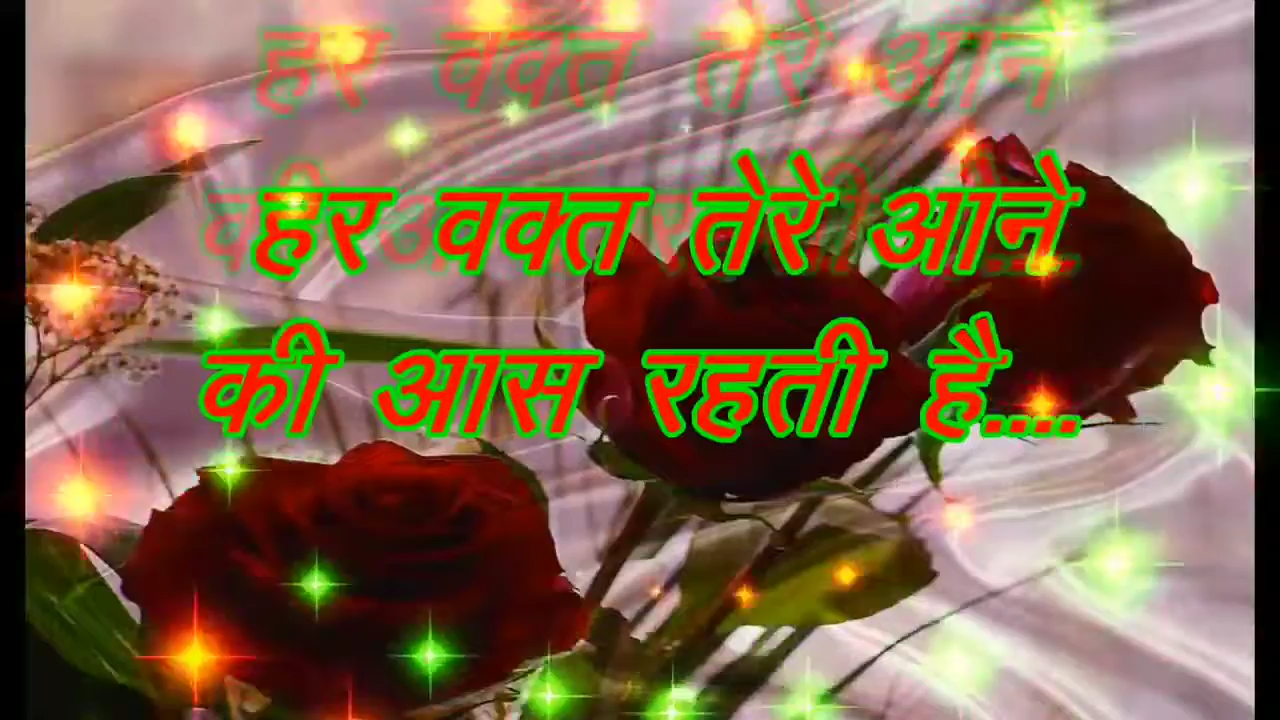 हर वक्त तेरे आने
की आस रहती है....